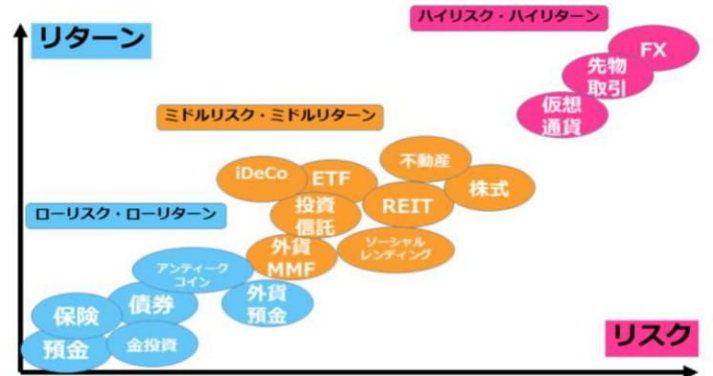 ハイリスク・ハイリターン
リターン
FX
先物
取引
仮想
通貨
ミドルリスク・ミドルリターン
不動産
iDeCo
ETF
株式
投資
信託
REIT
ローリスク・ローリターン
外貨
MMF
ソーシャル
レンディング
アンティーク
コイン
外貨
預金
債券
保険
リスク
預金
金投資